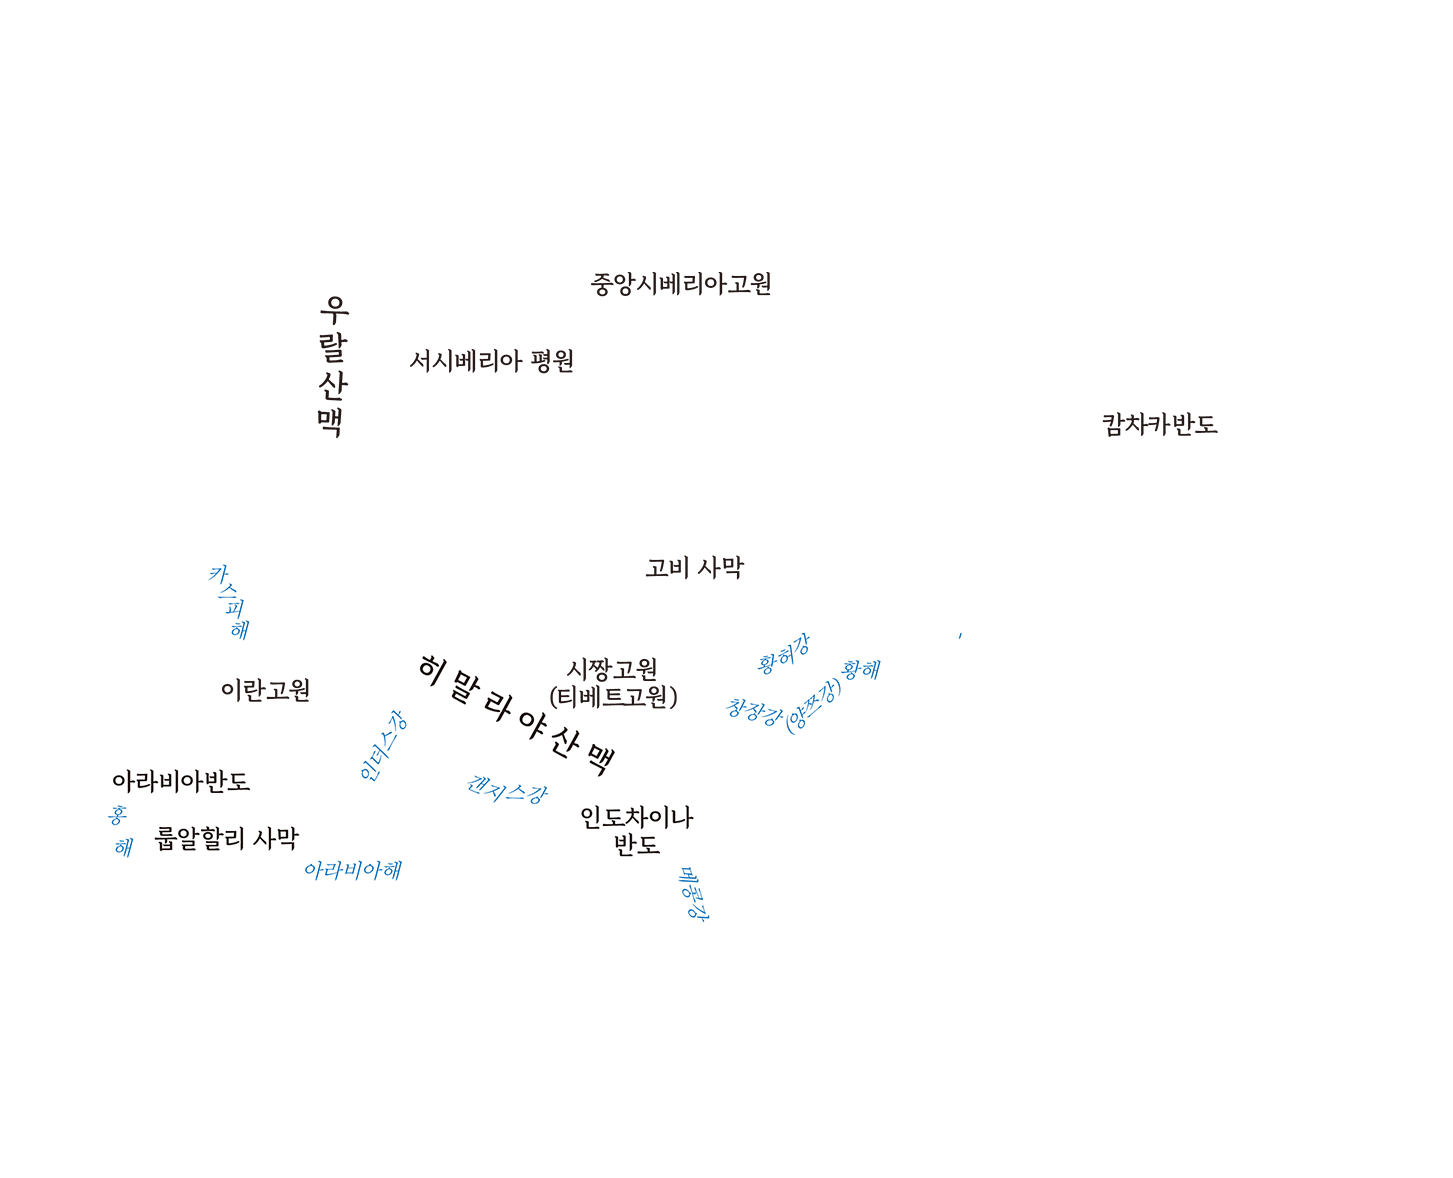 중앙시베리아고원
우랄산맥
서시베리아 평원
캄차카반도
고비 사막
카스피해
황허강
황해
시짱고원
(티베트고원)
히말라야산맥
이란고원
창장강(양쯔강)
인더스강
아라비아반도
갠지스강
홍해
룹알할리 사막
인도차이나
반도
아라비아해
메콩강